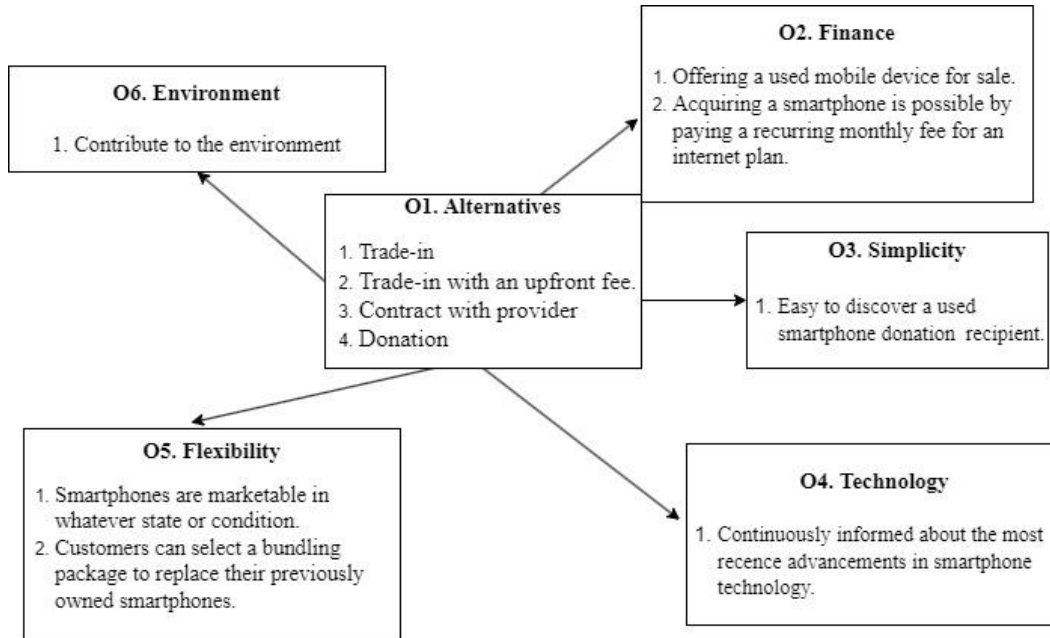 O2. Finance
1. Offering a used mobile device for sale.
2. Acquiring a smartphone is possible by
paying a recurring monthly fee for an
internet plan.
O6. Environment
1. Contribute to the environment
O1. Alternatives
1. Trade-in
2. Trade-in with an upfront fee.
3. Contract with provider
4. Donation
O3. Simplicity
1. Easy to discover a used
smartphone donation recipient.
O5. Flexibility
1. Smartphones are marketable in
whatever state or condition.
2. Customers can select a bundling
package to replace their previously
owned smartphones.
O4. Technology
1. Continuously informed about the most
recence advancements in smartphone
technology.